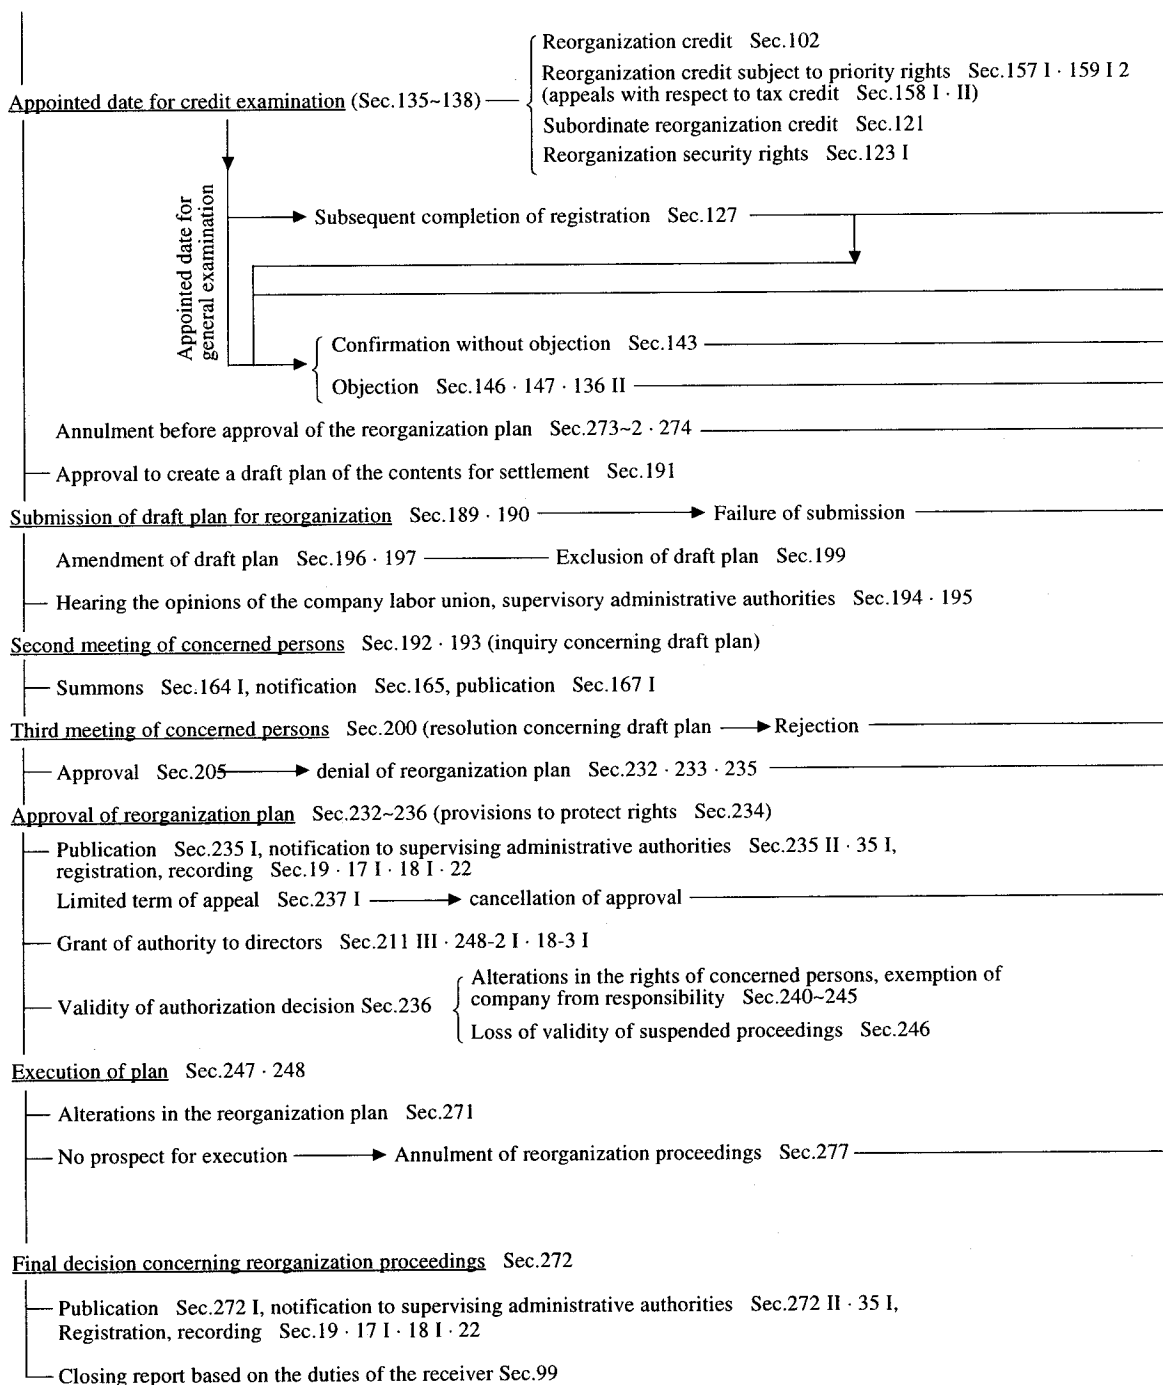 Reorganization credit Sec.102
Reorganization credit subject to priority rights Sec.157 I · 159 I 2
(appeals with respect to tax credit Sec.158 I · II)
Appointed date for credit examination (Sec.135~138)
Subordinate reorganization credit Sec.121
Reorganization security rights Sec.123 I
Appointed date for
general examination
Subsequent completion of registration Sec.127
Confirmation without objection Sec.143
Objection Sec.146 · 147 · 136 II
Annulment before approval of the reorganization plan Sec.273~2 · 274
Approval to create a draft plan of the contents for settlement Sec.191
Submission of draft plan for reorganization Sec.189 · 190 Failure of submission
Amendment of draft plan Sec.196 · 197 Exclusion of draft plan Sec.199
Hearing the opinions of the company labor union, supervisory administrative authorities Sec.194 · 195
Second meeting of concerned persons Sec.192 · 193 (inquiry concerning draft plan)
Summons Sec.164 I, notification Sec.165, publication Sec.167 I
Third meeting of concerned persons Sec.200 (resolution concerning draft plan Rejection
Approval Sec.205 denial of reorganization plan Sec.232 · 233 · 235
Approval of reorganization plan Sec.232~236 (provisions to protect rights Sec.234)
Publication Sec.235 I, notification to supervising administrative authorities Sec.235 II · 35 I,
registration, recording Sec.19 · 17 I · 18 I · 22
Limited term of appeal Sec.237 I cancellation of approval
Grant of authority to directors Sec.211 III · 248-2 I · 18-3 I
Alterations in the rights of concerned persons, exemption of
company from responsibility Sec.240~245
Validity of authorization decision Sec.236
Loss of validity of suspended proceedings Sec.246
Execution of plan Sec.247 · 248
Alterations in the reorganization plan Sec.271
No prospect for execution Annulment of reorganization proceedings Sec.277
Final decision concerning reorganization proceedings Sec.272
Publication Sec.272 I, notification to supervising administrative authorities Sec.272 II · 35 I,
Registration, recording Sec.19 · 17 I · 18 I · 22
Closing report based on the duties of the receiver Sec.99